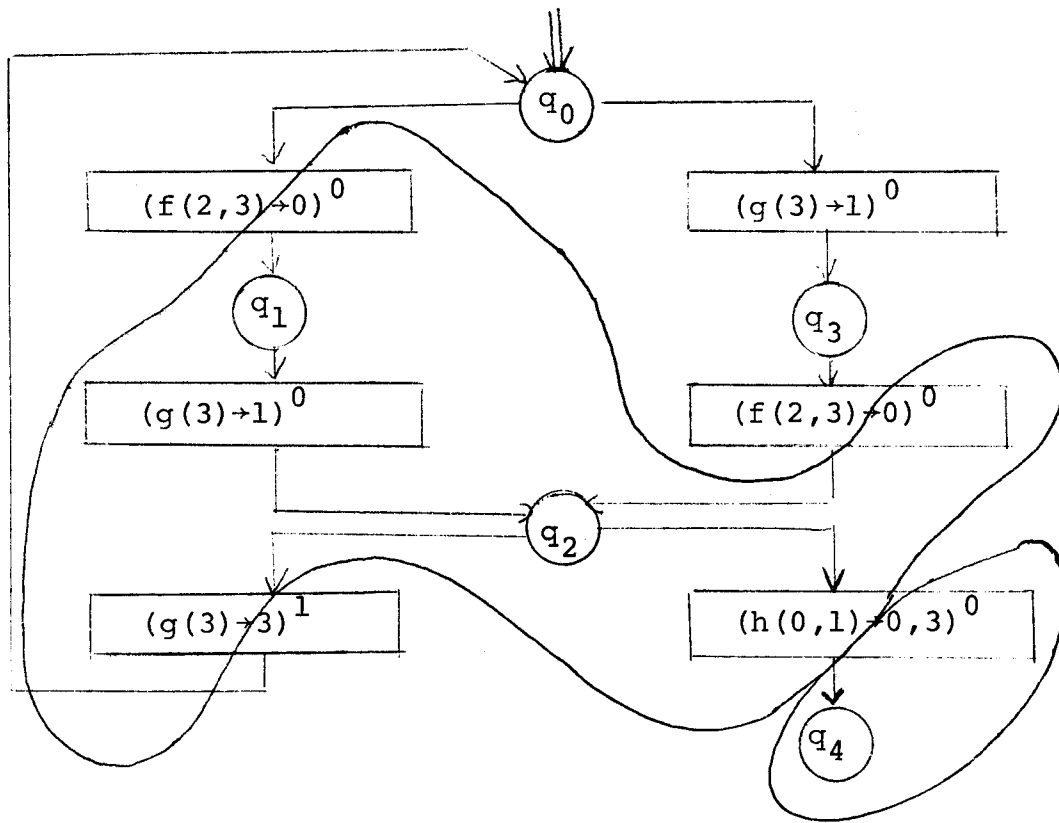 q₀
(f(2,3)→0)⁰ (g(3)→1)⁰
q₁ q₃
(g(3)→1)⁰ (f(2,3)→0)⁰
q₂
(g(3)→3)¹ (h(0,1)→0,3)⁰
q₄